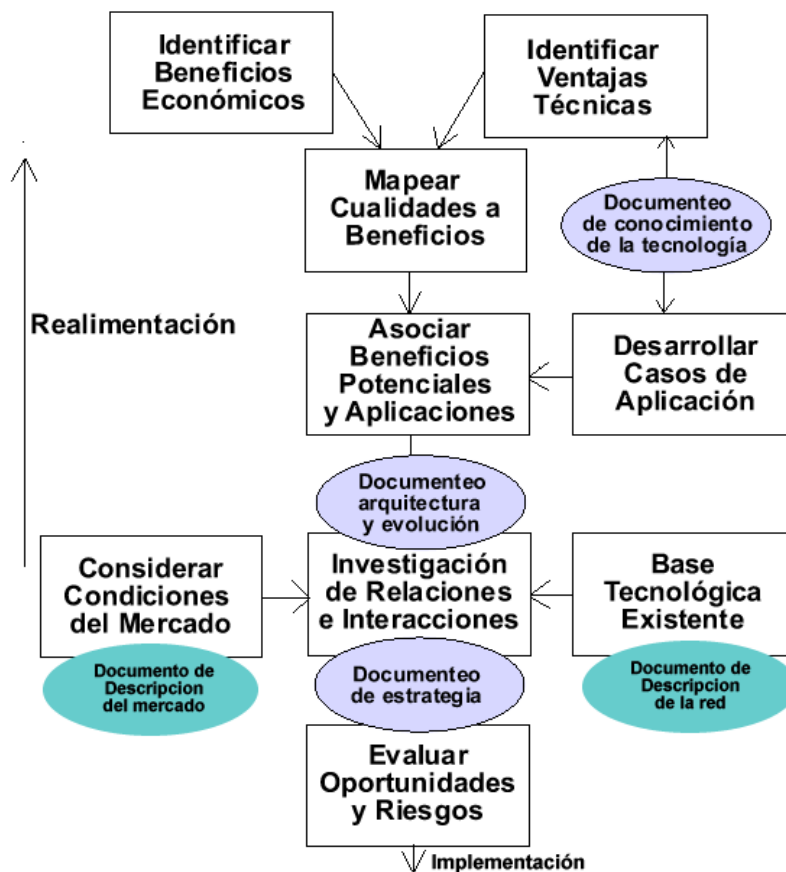 Identificar
Beneficios
Económicos
Identificar
Ventajas
Técnicas
Mapear
Cualidades a
Beneficios
Documenteo
de conocimiento
de la tecnología
Realimentación
Asociar
Beneficios
Potenciales
y Aplicaciones
Desarrollar
Casos de
Aplicación
Documenteo
arquitectura
y evolución
Considerar
Condiciones
del Mercado
Investigación
de Relaciones
e Interacciones
Base
Tecnológica
Existente
Documento de
Descripcion
del mercado
Documenteo
de estrategia
Documento de
Descripcion
de la red
Evaluar
Oportunidades
y Riesgos
Implementación